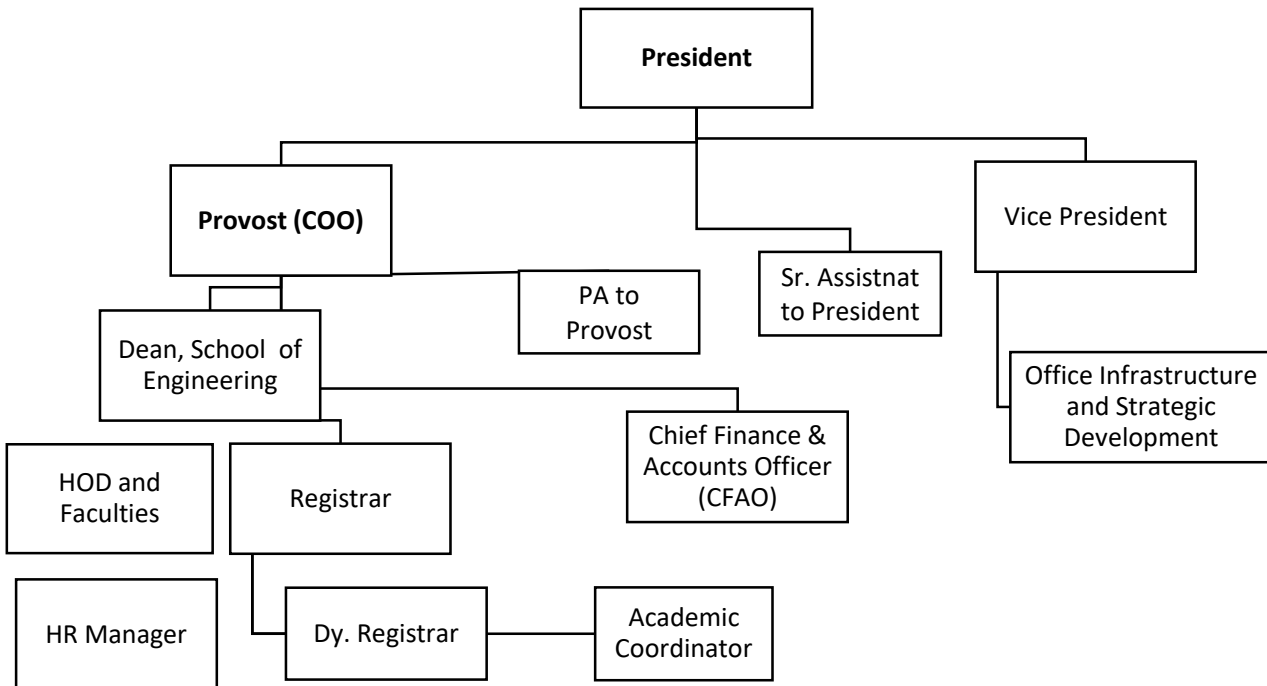 President
Provost (COO)
Vice President
PA to
Provost
Sr. Assistnat
to President
Dean, School of
Engineering
Office Infrastructure
and Strategic
Development
Chief Finance &
Accounts Officer
(CFAO)
HOD and
Faculties
Registrar
HR Manager
Dy. Registrar
Academic
Coordinator